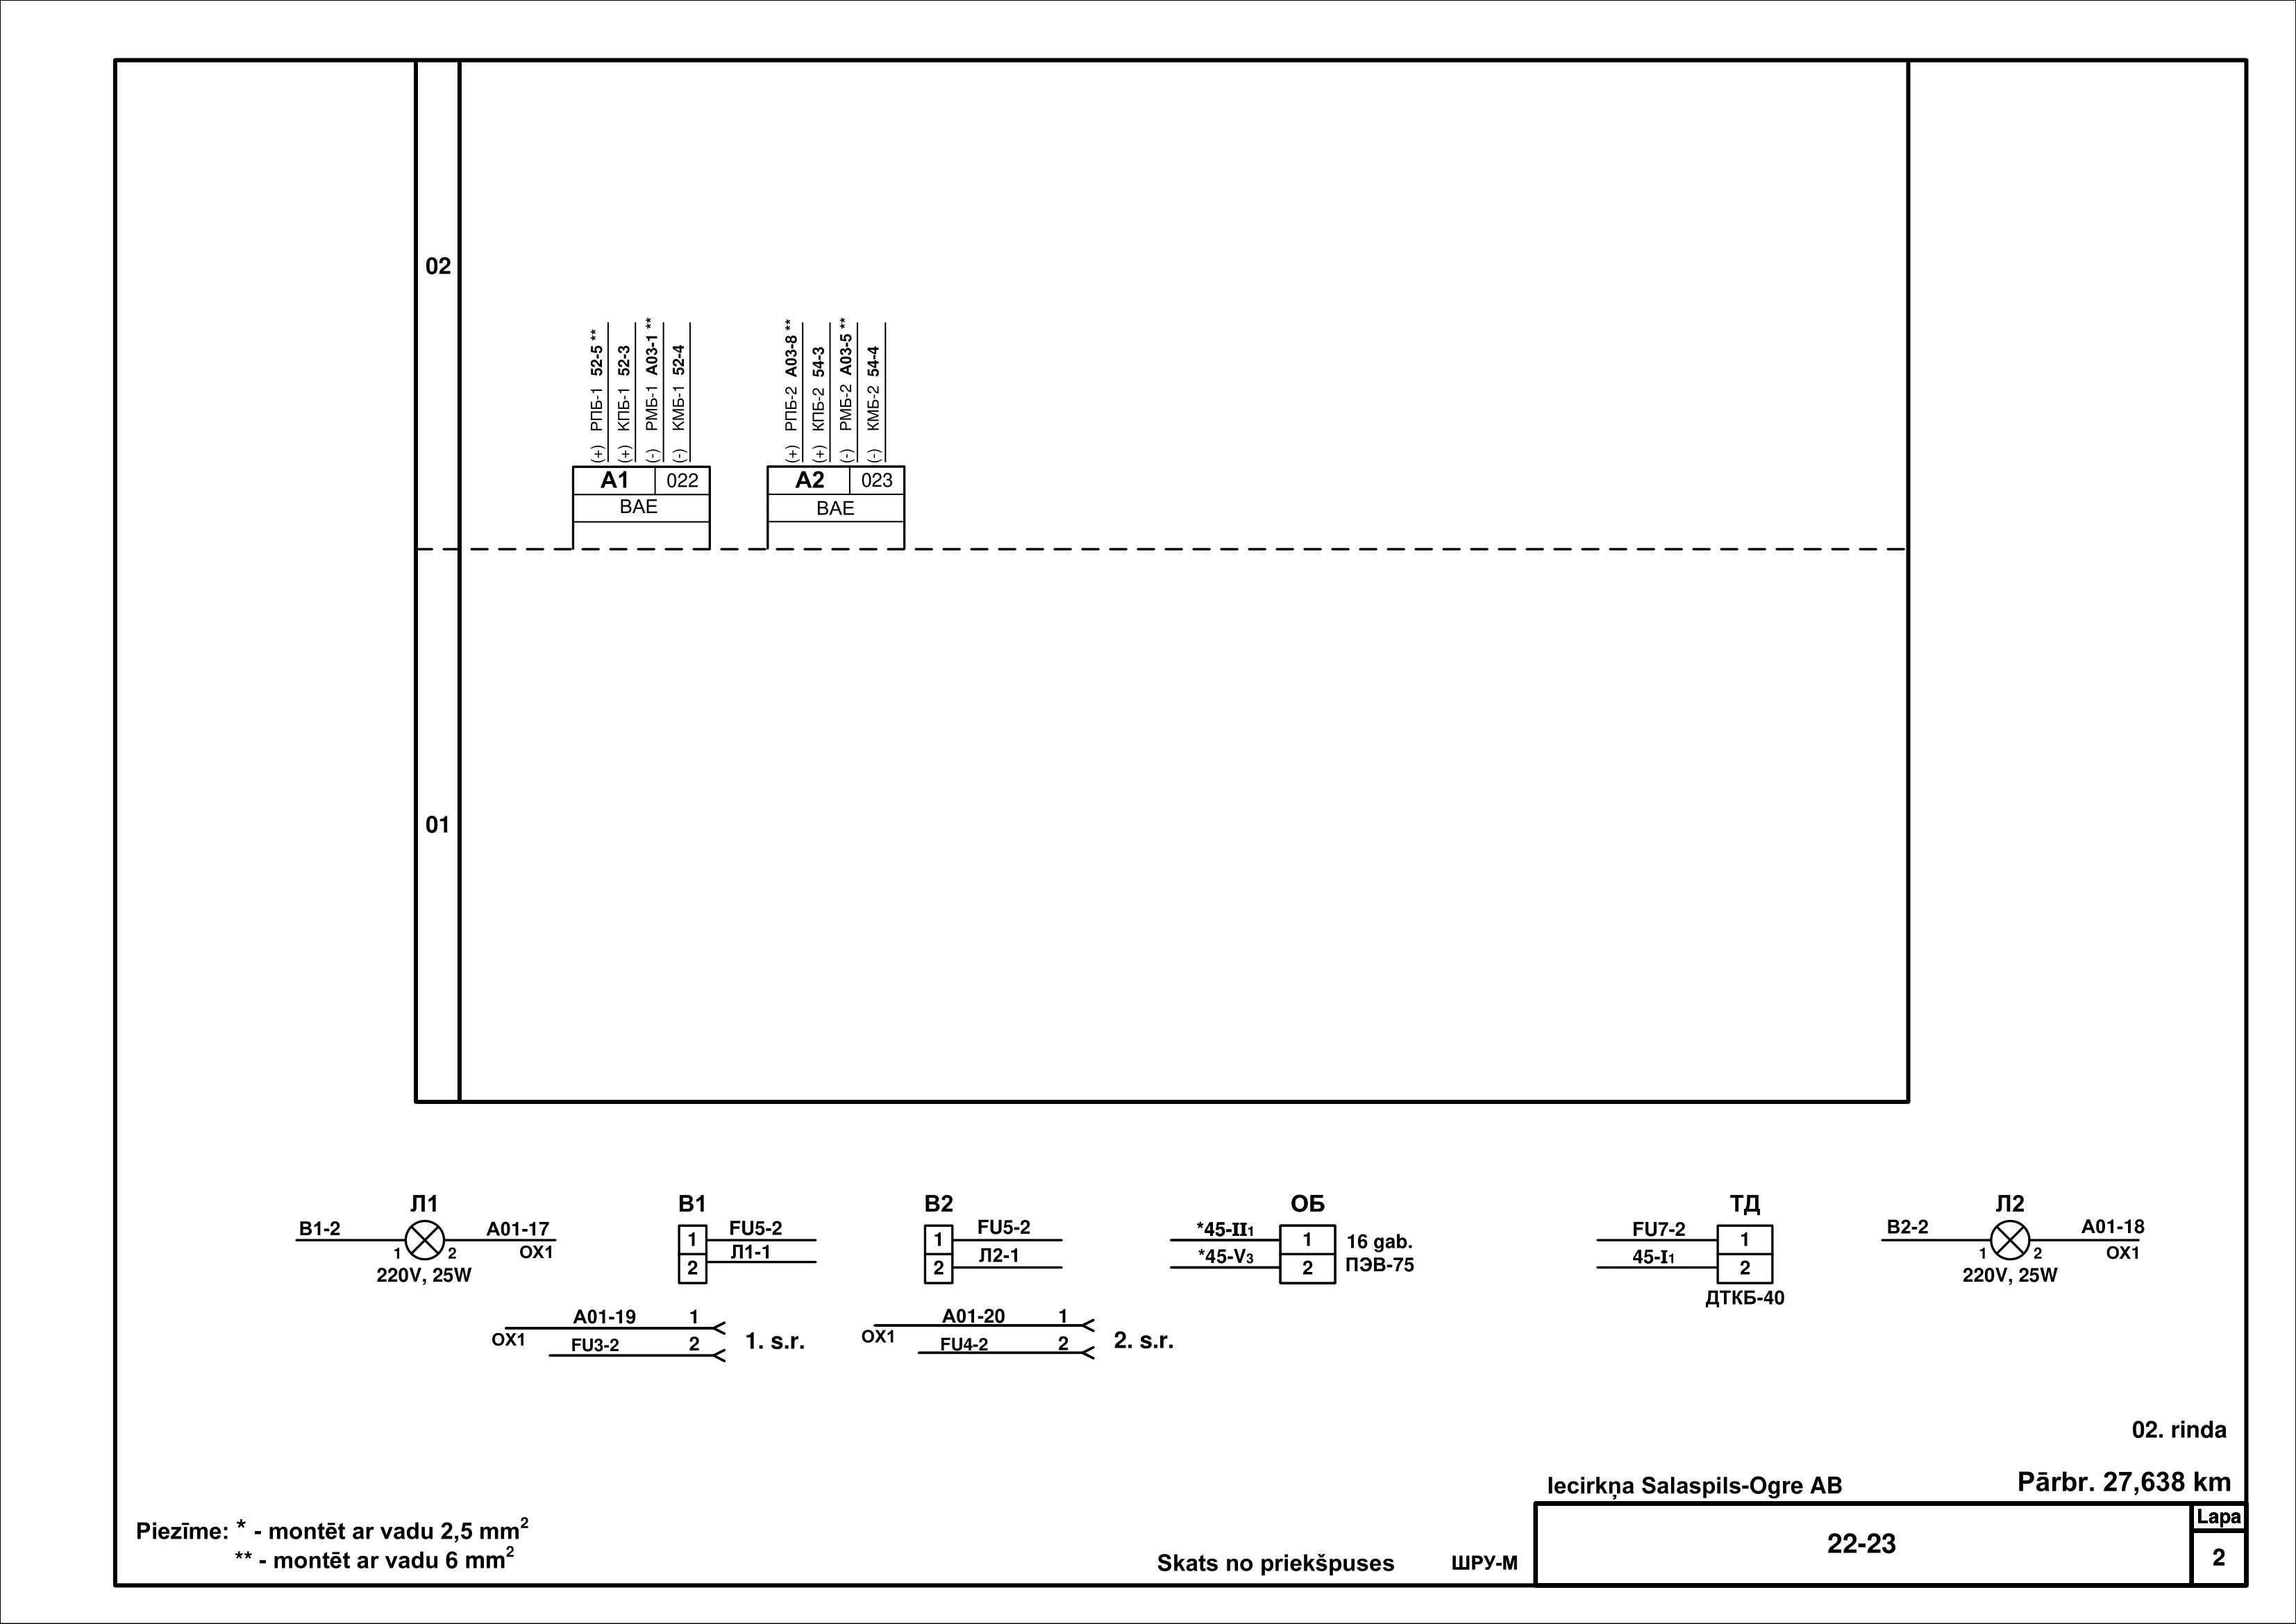 02
(+) РПБ-1 52-5 **
(+) КПБ-1 52-3
(-) РМБ-1 А03-1 **
(-) КМБ-1 52-4
(+) РПБ-2 А03-8 **
(+) КПБ-2 54-3
(-) РМБ-2 А03-5 **
(-) КМБ-2 54-4
A1 022
BAE
A2 023
BAE
01
Л1
B1-2 A01-17
1 2 OX1
220V, 25W
B1
1 FU5-2
2 Л1-1
B2
1 FU5-2
2 Л2-1
ОБ
*45-II1 1
*45-V3 2
16 gab.
ПЭВ-75
ТД
FU7-2 1
45-I1 2
ДТКБ-40
Л2
B2-2 A01-18
1 2 OX1
220V, 25W
A01-19 1
OX1 1. s.r.
FU3-2 2
A01-20 1
OX1 2. s.r.
FU4-2 2
02. rinda
Iecirkņa Salaspils-Ogre AB Pārbr. 27,638 km
Piezīme: * - montēt ar vadu 2,5 mm²
** - montēt ar vadu 6 mm²
Skats no priekšpuses ШРУ-М
22-23
Lapa
2